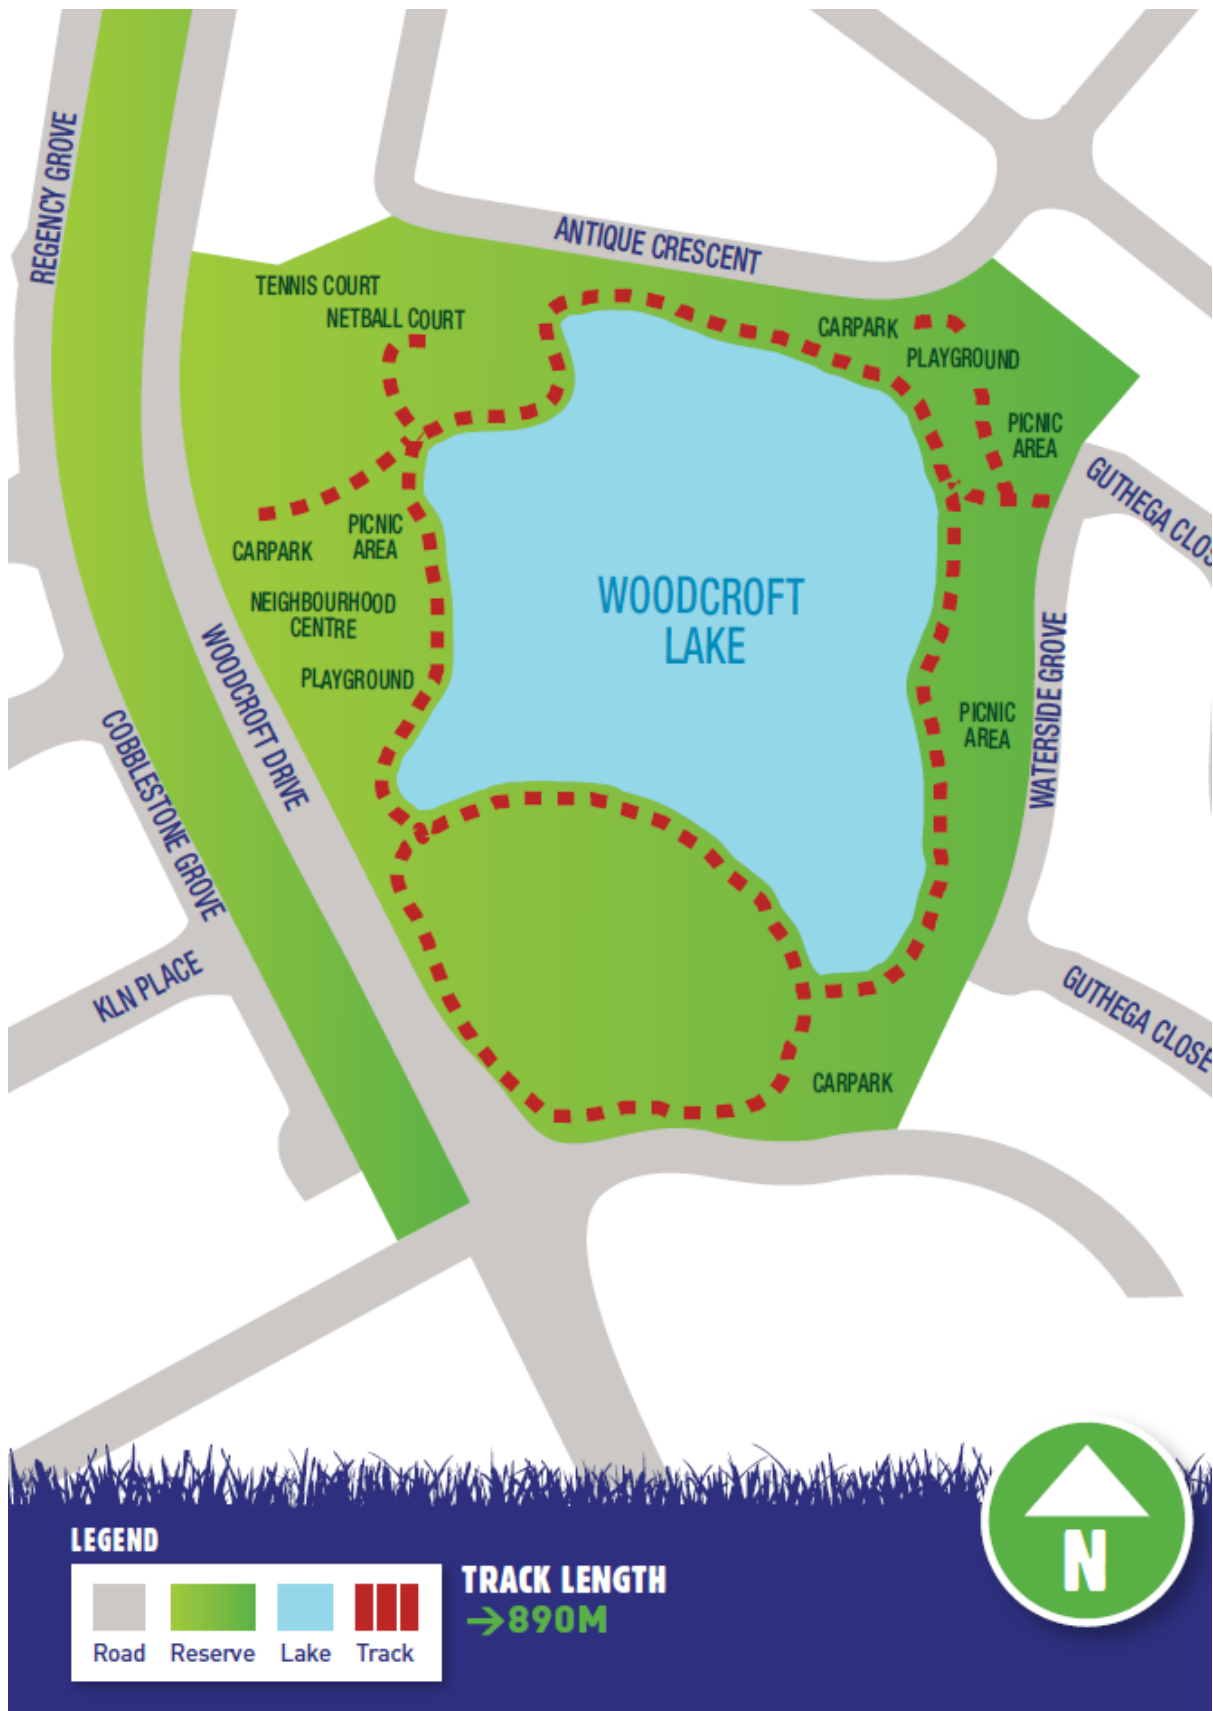 REGENCY GROVE
ANTIQUE CRESCENT
TENNIS COURT
NETBALL COURT
CARPARK
PLAYGROUND
PICNIC
AREA
GUTHEGA CLOS
CARPARK
PICNIC
AREA
NEIGHBOURHOOD
CENTRE
PLAYGROUND
WOODCROFT
LAKE
WOODCROFT DRIVE
COBBLESTONE GROVE
PICNIC
AREA
WATERSIDE GROVE
KLN PLACE
GUTHEGA CLOSE
CARPARK
LEGEND
Road
Reserve
Lake
Track
TRACK LENGTH
→890M
N